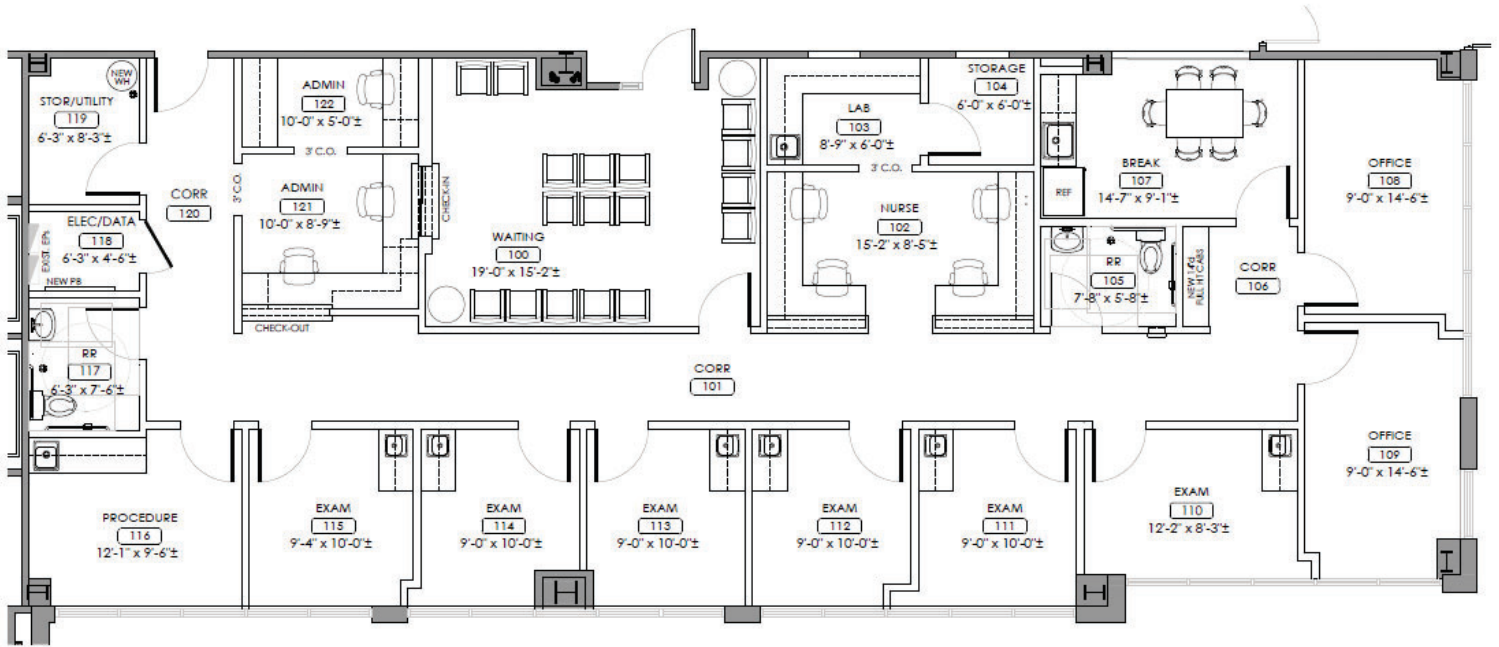 NEW
WH
STOR/UTILITY
119
6'-3" x 8'-3"±
ADMIN
122
10'-0" x 5'-0"±
3' C.O.
CORR
120
3' C.O.
ADMIN
121
10'-0" x 8'-9"±
CHECK-IN
ELEC/DATA
118
6'-3" x 4'-6"±
EXIST. EPs
NEW PB
CHECK-OUT
RR
117
6'-3" x 7'-6"±
WAITING
100
19'-0" x 15'-2"±
LAB
103
8'-9" x 6'-0"±
STORAGE
104
6'-0" x 6'-0"±
3' C.O.
NURSE
102
15'-2" x 8'-5"±
REF
BREAK
107
14'-7" x 9'-1"±
OFFICE
108
9'-0" x 14'-6"±
RR
105
7'-8" x 5'-8"±
NEW 14"d
FULL HT CABS
CORR
106
CORR
101
OFFICE
109
9'-0" x 14'-6"±
PROCEDURE
116
12'-1" x 9'-6"±
EXAM
115
9'-4" x 10'-0"±
EXAM
114
9'-0" x 10'-0"±
EXAM
113
9'-0" x 10'-0"±
EXAM
112
9'-0" x 10'-0"±
EXAM
111
9'-0" x 10'-0"±
EXAM
110
12'-2" x 8'-3"±